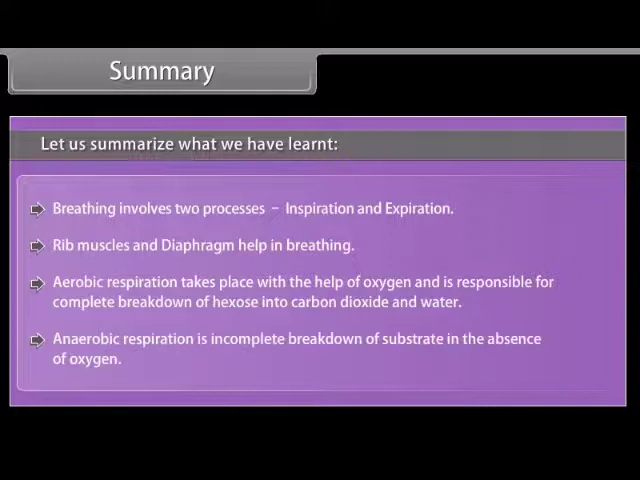 Summary
Let us summarize what we have learnt:
Breathing involves two processes – Inspiration and Expiration.
Rib muscles and Diaphragm help in breathing.
Aerobic respiration takes place with the help of oxygen and is responsible for
complete breakdown of hexose into carbon dioxide and water.
Anaerobic respiration is incomplete breakdown of substrate in the absence
of oxygen.